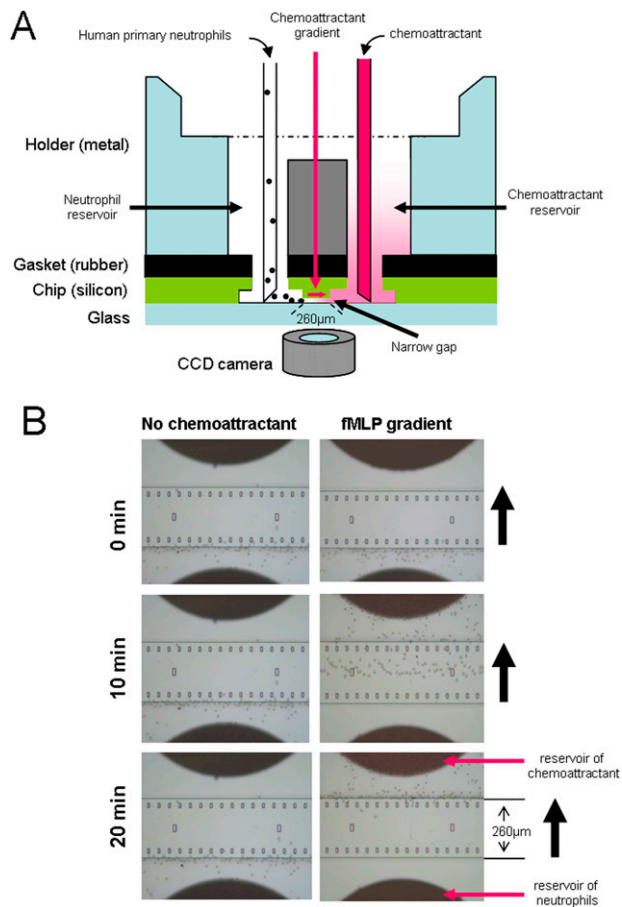 A
Human primary neutrophils
Chemoattractant
gradient
chemoattractant
Holder (metal)
Neutrophil
reservoir
Chemoattractant
reservoir
Gasket (rubber)
Chip (silicon)
Glass
260µm
Narrow gap
CCD camera
B
No chemoattractant
fMLP gradient
0 min
10 min
20 min
reservoir of
chemoattractant
260µm
reservoir of
neutrophils